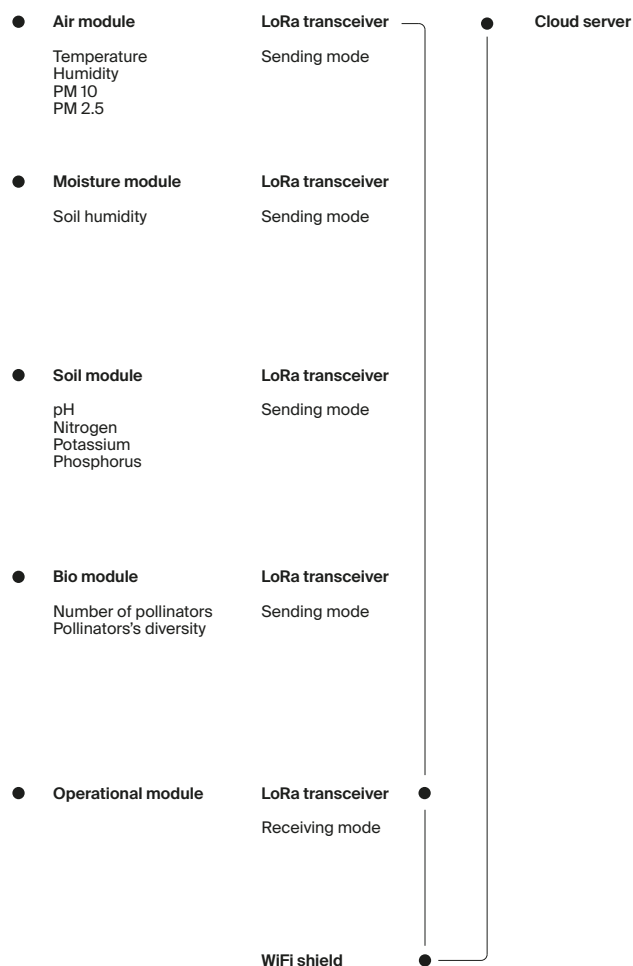 Air module
LoRa transceiver
Cloud server
Temperature
Humidity
PM 10
PM 2.5
Sending mode
Moisture module
LoRa transceiver
Soil humidity
Sending mode
Soil module
LoRa transceiver
pH
Nitrogen
Potassium
Phosphorus
Sending mode
Bio module
LoRa transceiver
Number of pollinators
Pollinators's diversity
Sending mode
Operational module
LoRa transceiver
Receiving mode
WiFi shield